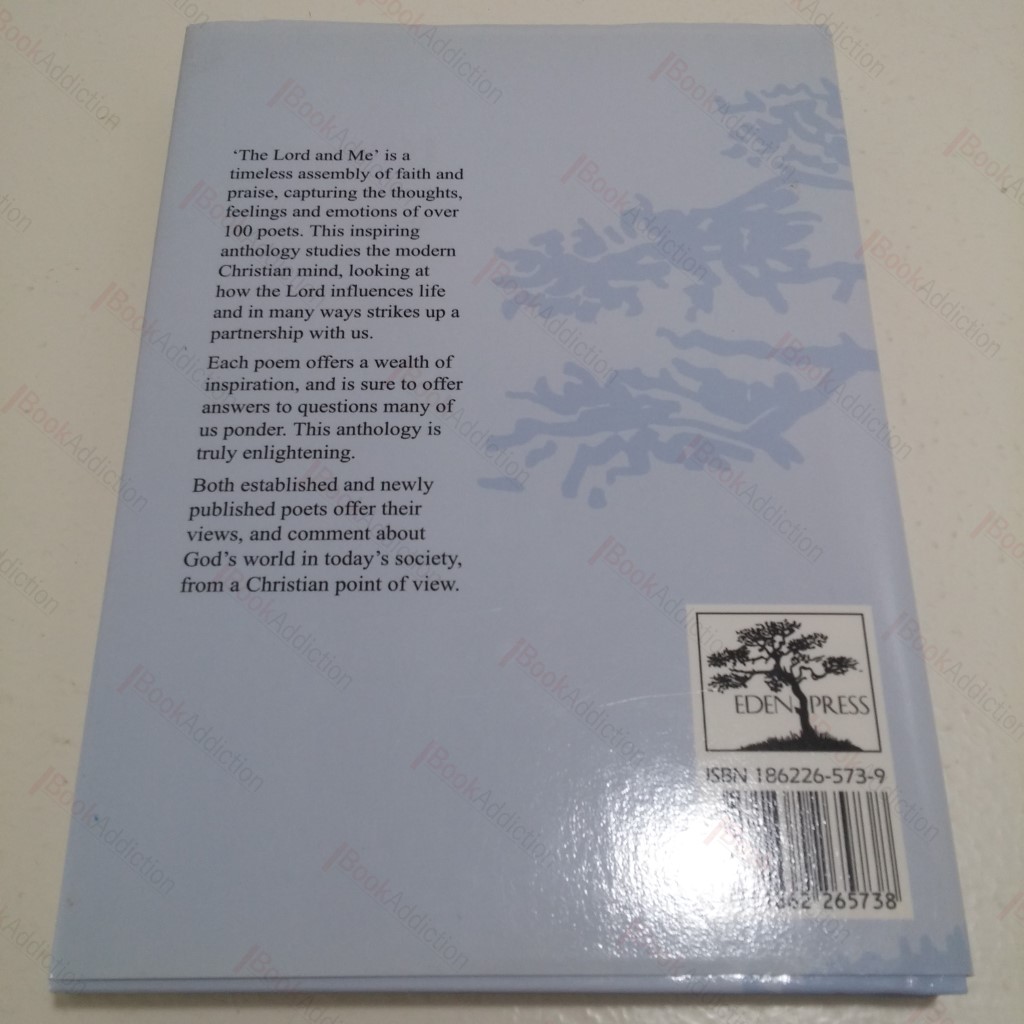 ‘The Lord and Me’ is a
timeless assembly of faith and
praise, capturing the thoughts,
feelings and emotions of over
100 poets. This inspiring
anthology studies the modern
Christian mind, looking at
how the Lord influences life
and in many ways strikes up a
partnership with us.
Each poem offers a wealth of
inspiration, and is sure to offer
answers to questions many of
us ponder. This anthology is
truly enlightening.
Both established and newly
published poets offer their
views, and comment about
God’s world in today’s society,
from a Christian point of view.
EDEN PRESS
ISBN 186226-573-9
265738
BookAddiction